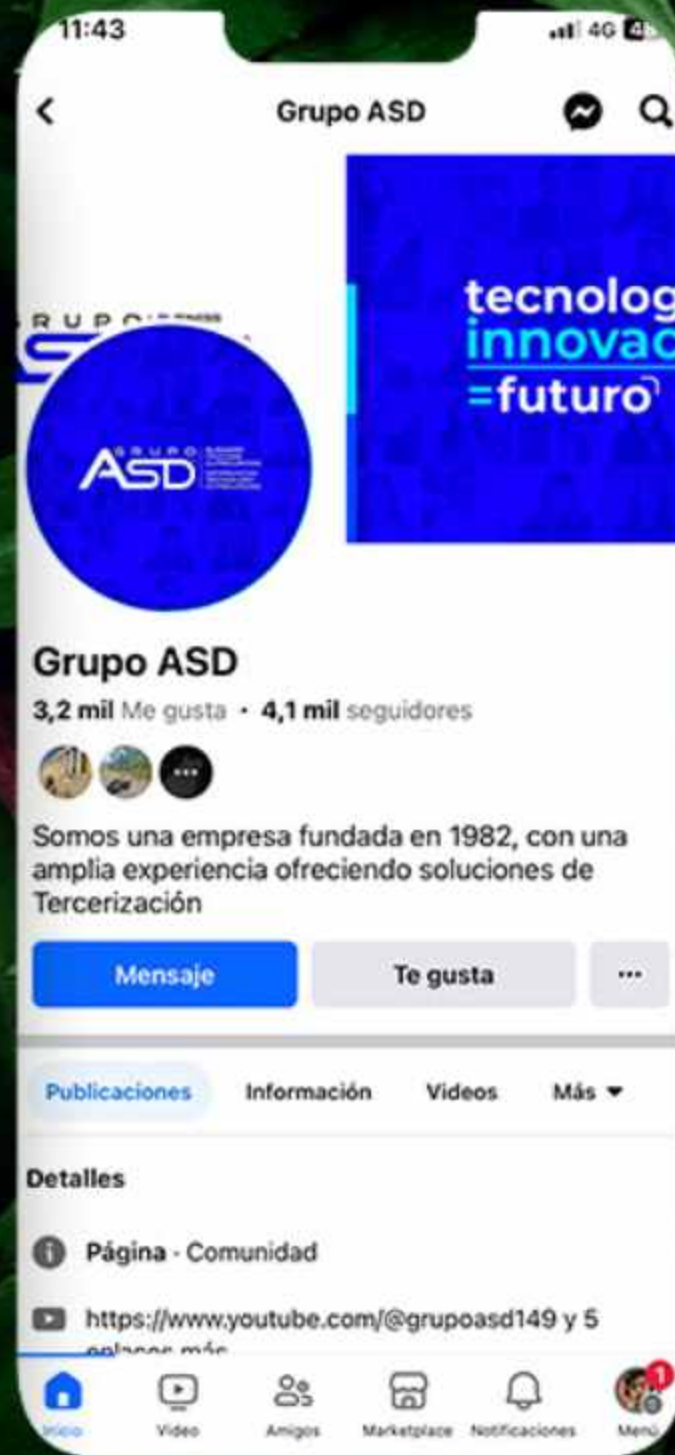 11:43
4G
Grupo ASD
RUP
tecnolog
innovac
=futuro
GRUPO
ASD
Grupo ASD
3,2 mil Me gusta · 4,1 mil seguidores
Somos una empresa fundada en 1982, con una
amplia experiencia ofreciendo soluciones de
Tercerización
Mensaje
Te gusta
Publicaciones
Información
Videos
Más
Detalles
Página · Comunidad
https://www.youtube.com/@grupoasd149 y 5
enlaces más
Inicio
Video
Amigos
Marketplace
Notificaciones
1
Menú